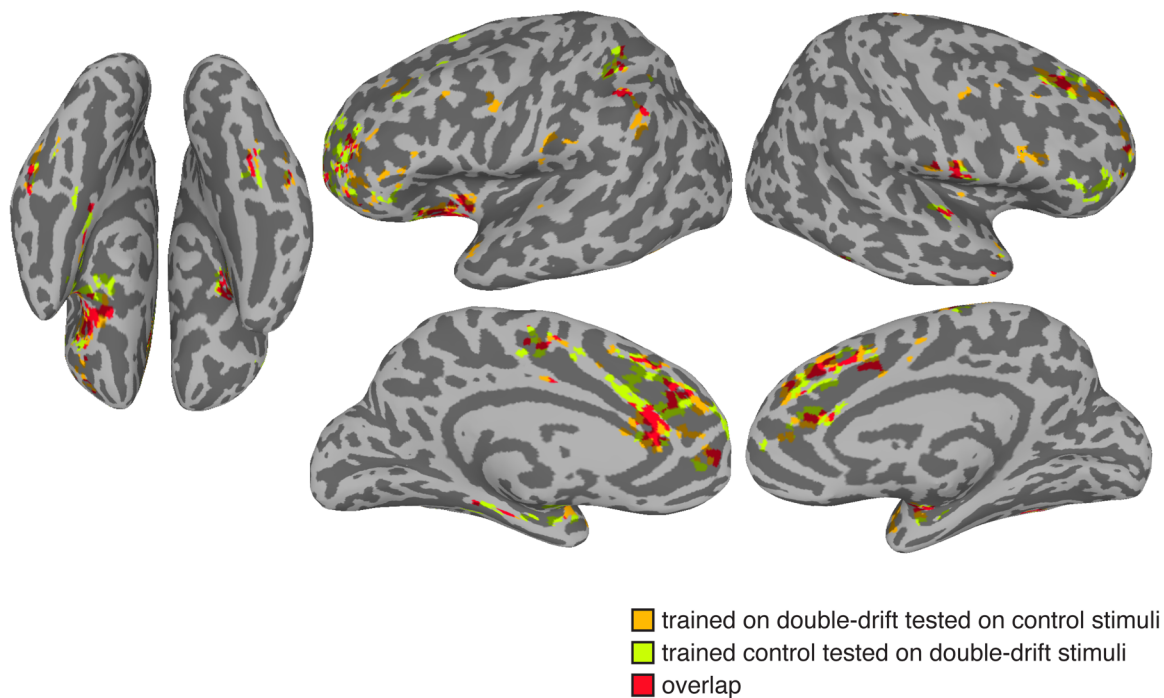 trained on double-drift tested on control stimuli
trained control tested on double-drift stimuli
overlap